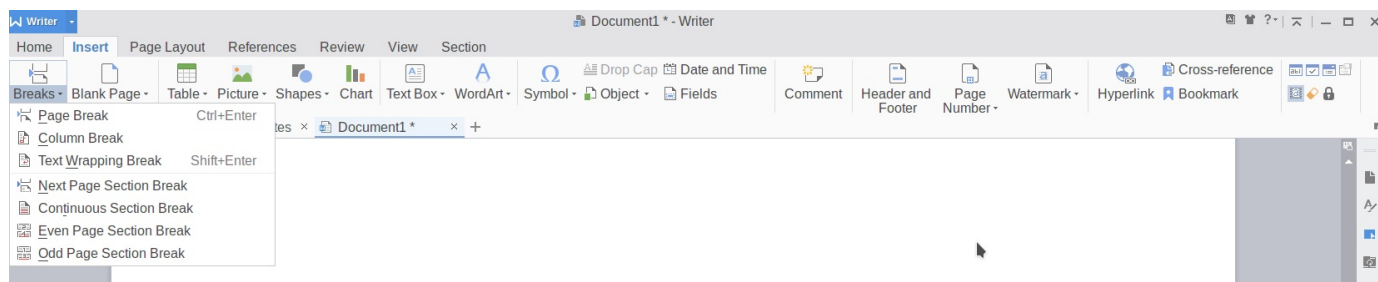 Writer
Document1 * - Writer
?
Home Insert Page Layout References Review View Section
Breaks Blank Page Table Picture Shapes Chart Text Box WordArt Symbol Drop Cap Date and Time
Object Fields
Comment Header and Footer Page Number Watermark Hyperlink Cross-reference
Bookmark
Page Break Ctrl+Enter
tes × Document1 * × +
Column Break
Text Wrapping Break Shift+Enter
Next Page Section Break
Continuous Section Break
Even Page Section Break
Odd Page Section Break